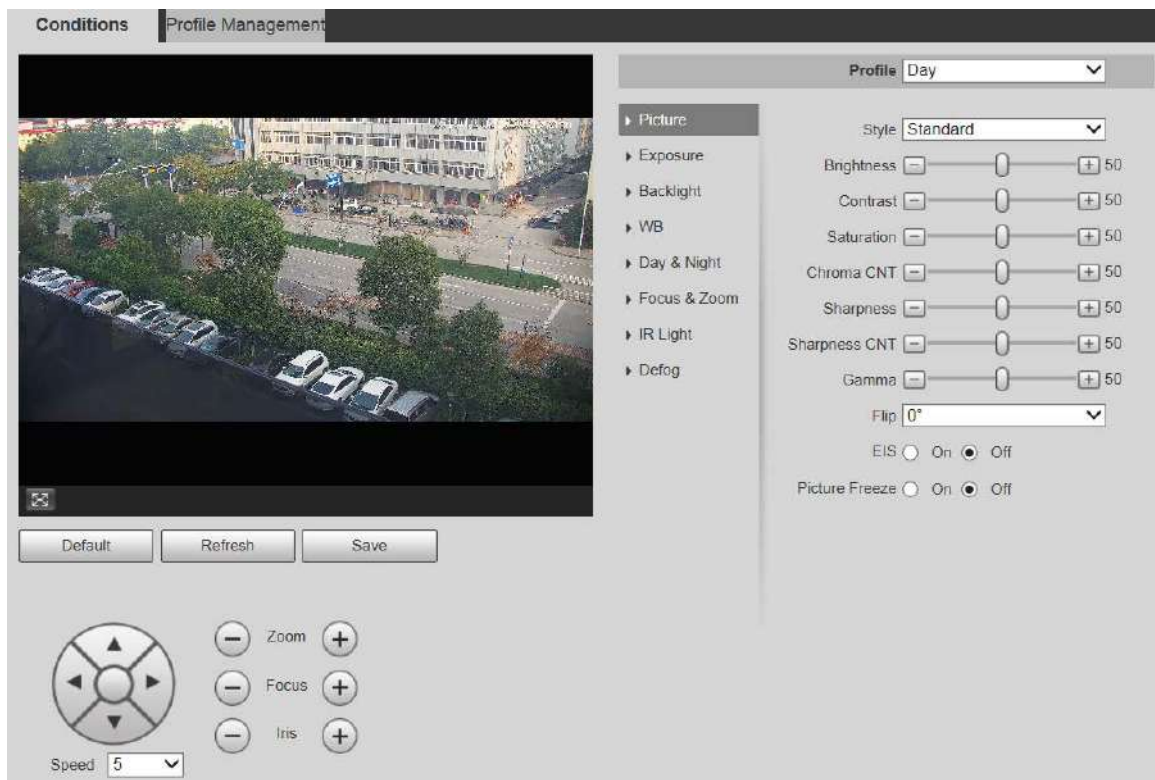 Conditions
Profile Management
Profile Day
Picture
Exposure
Backlight
WB
Day & Night
Focus & Zoom
IR Light
Defog
Style Standard
Brightness 50
Contrast 50
Saturation 50
Chroma CNT 50
Sharpness 50
Sharpness CNT 50
Gamma 50
Flip 0°
EIS On Off
Picture Freeze On Off
Default
Refresh
Save
Zoom
Focus
Iris
Speed 5